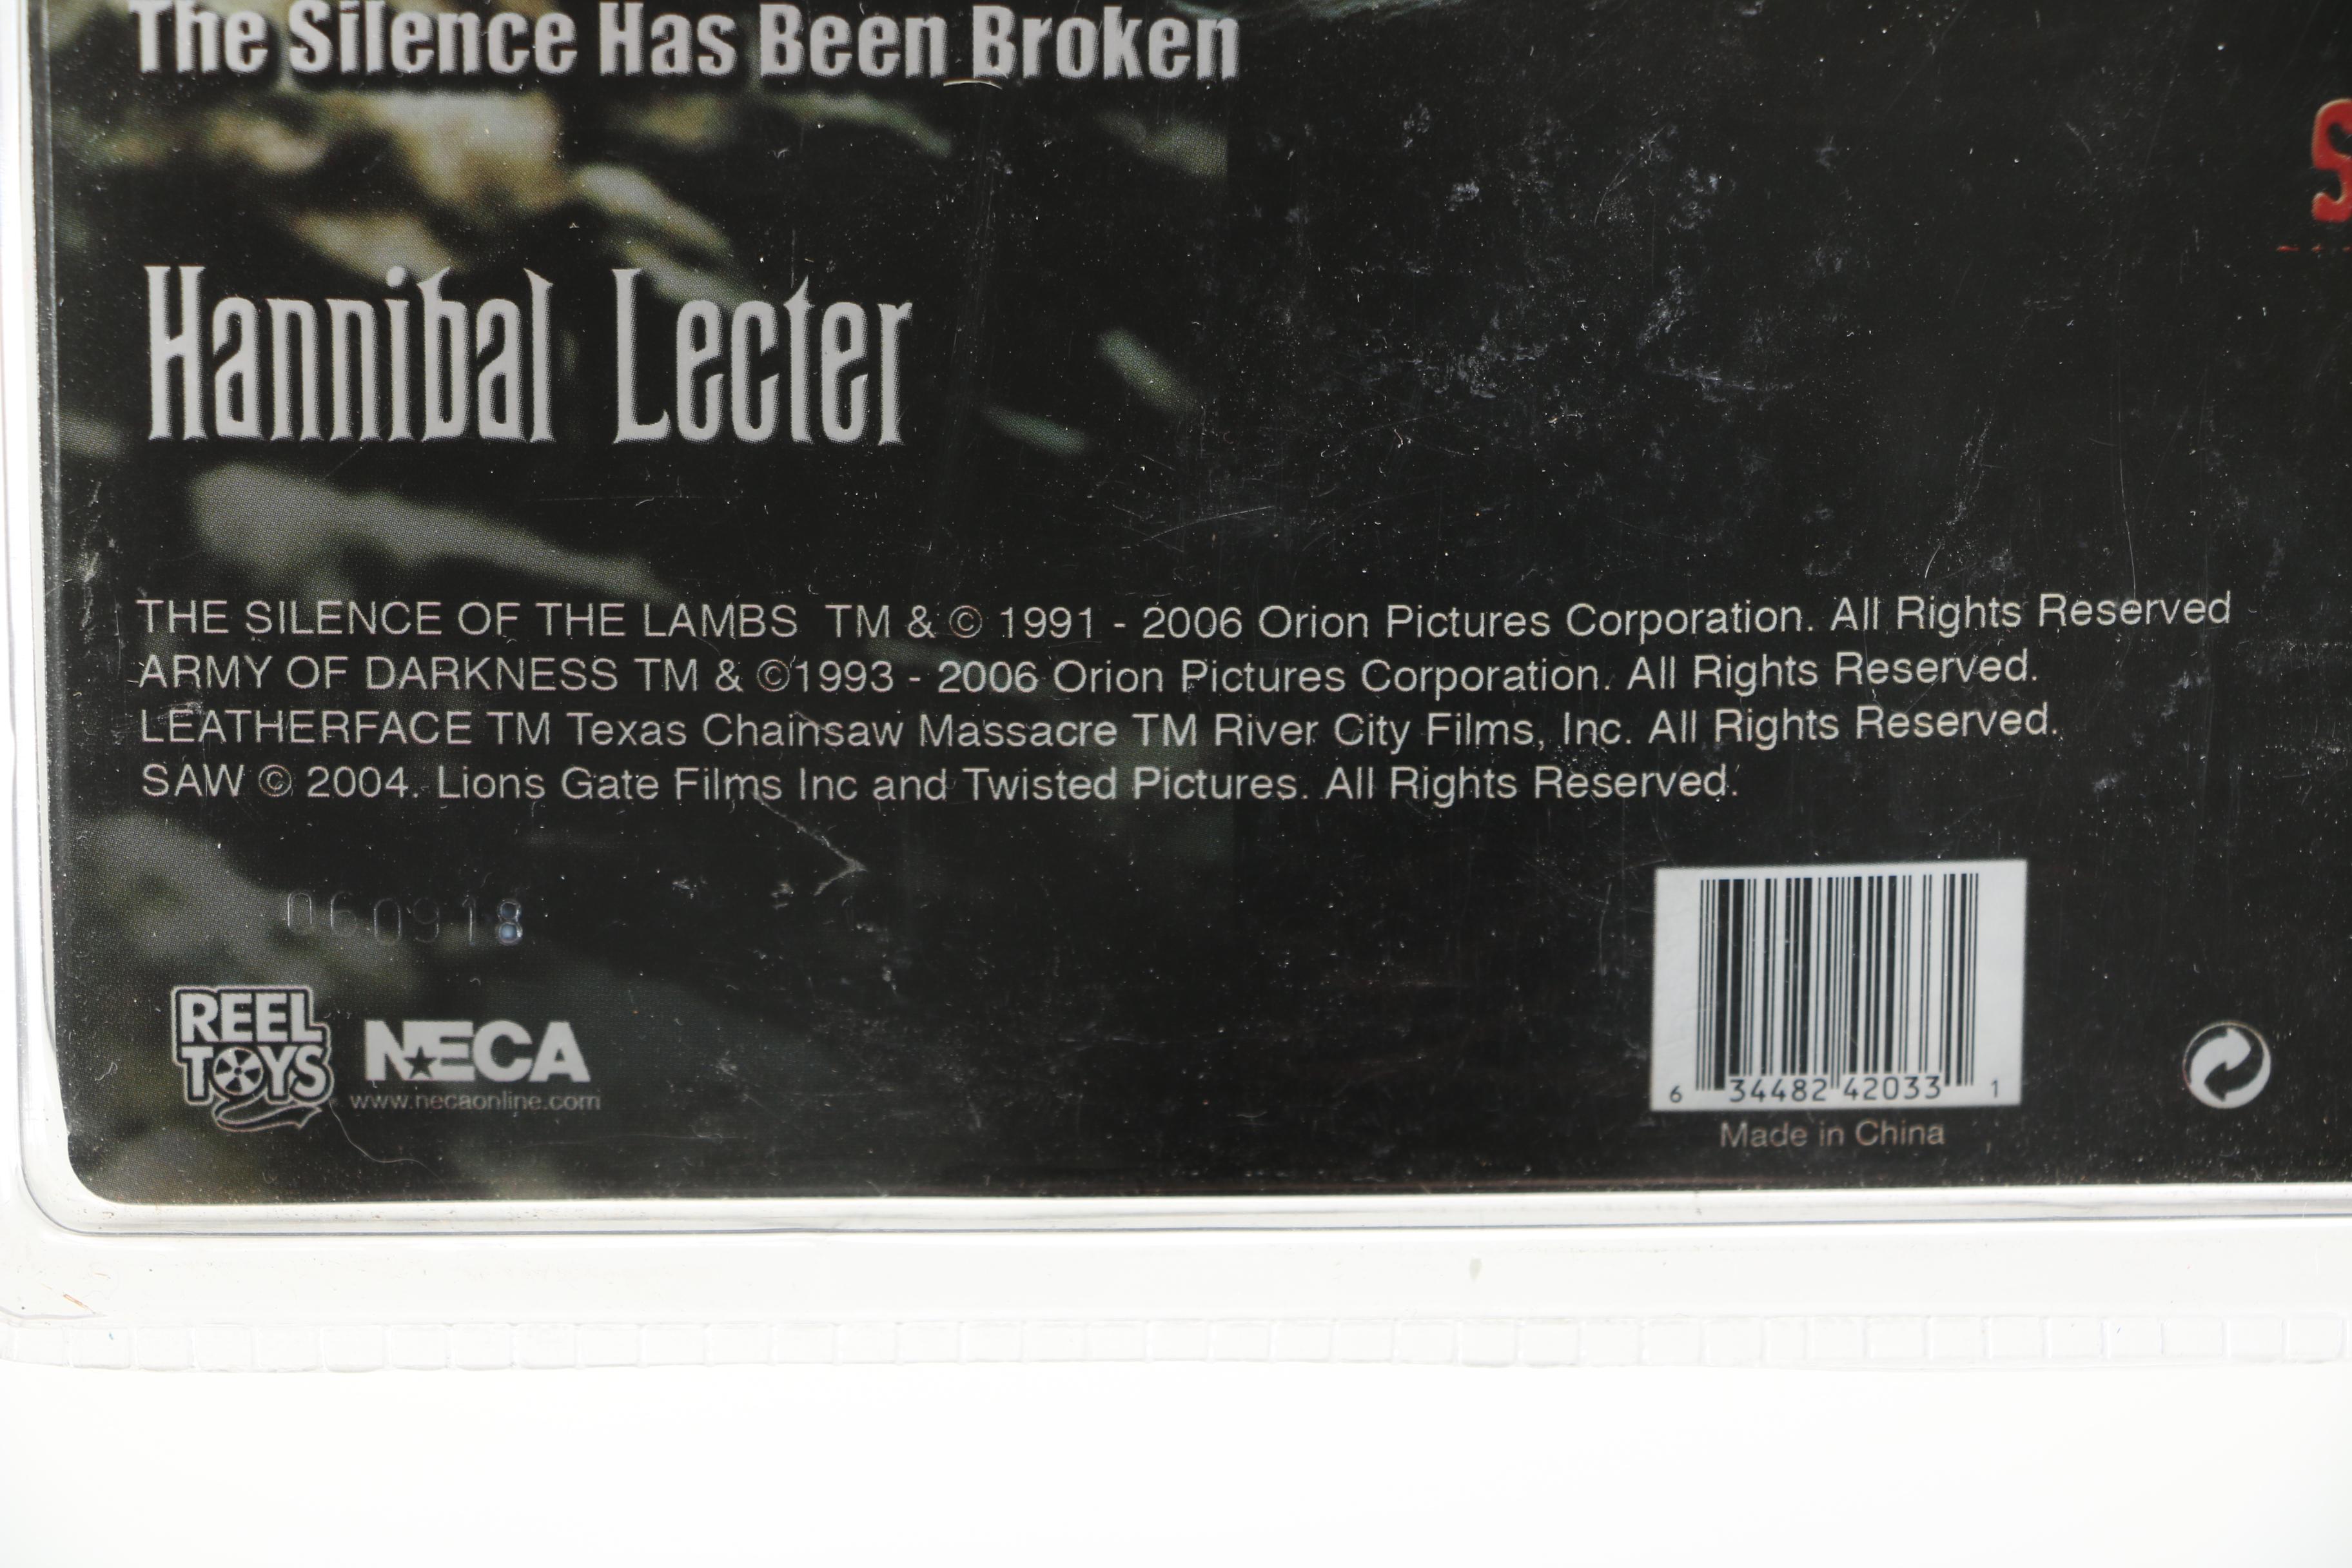 The Silence Has Been Broken
Hannibal Lecter
THE SILENCE OF THE LAMBS TM & © 1991 - 2006 Orion Pictures Corporation. All Rights Reserved
ARMY OF DARKNESS TM & ©1993 - 2006 Orion Pictures Corporation. All Rights Reserved.
LEATHERFACE TM Texas Chainsaw Massacre TM River City Films, Inc. All Rights Reserved.
SAW © 2004. Lions Gate Films Inc and Twisted Pictures. All Rights Reserved.
060918
REEL
TOYS
NECA
www.necaonline.com
6 34482 42033 1
Made in China